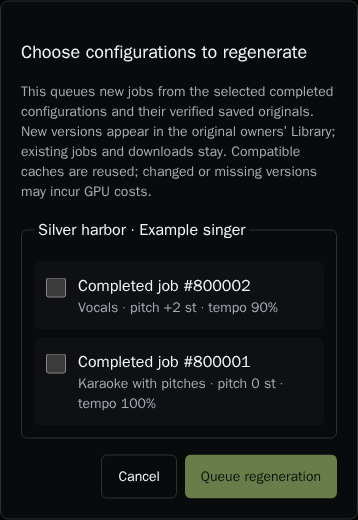 Choose configurations to regenerate
This queues new jobs from the selected completed
configurations and their verified saved originals.
New versions appear in the original owners' Library;
existing jobs and downloads stay. Compatible
caches are reused; changed or missing versions
may incur GPU costs.
Silver harbor · Example singer
Completed job #800002
Vocals · pitch +2 st · tempo 90%
Completed job #800001
Karaoke with pitches · pitch 0 st ·
tempo 100%
Cancel
Queue regeneration